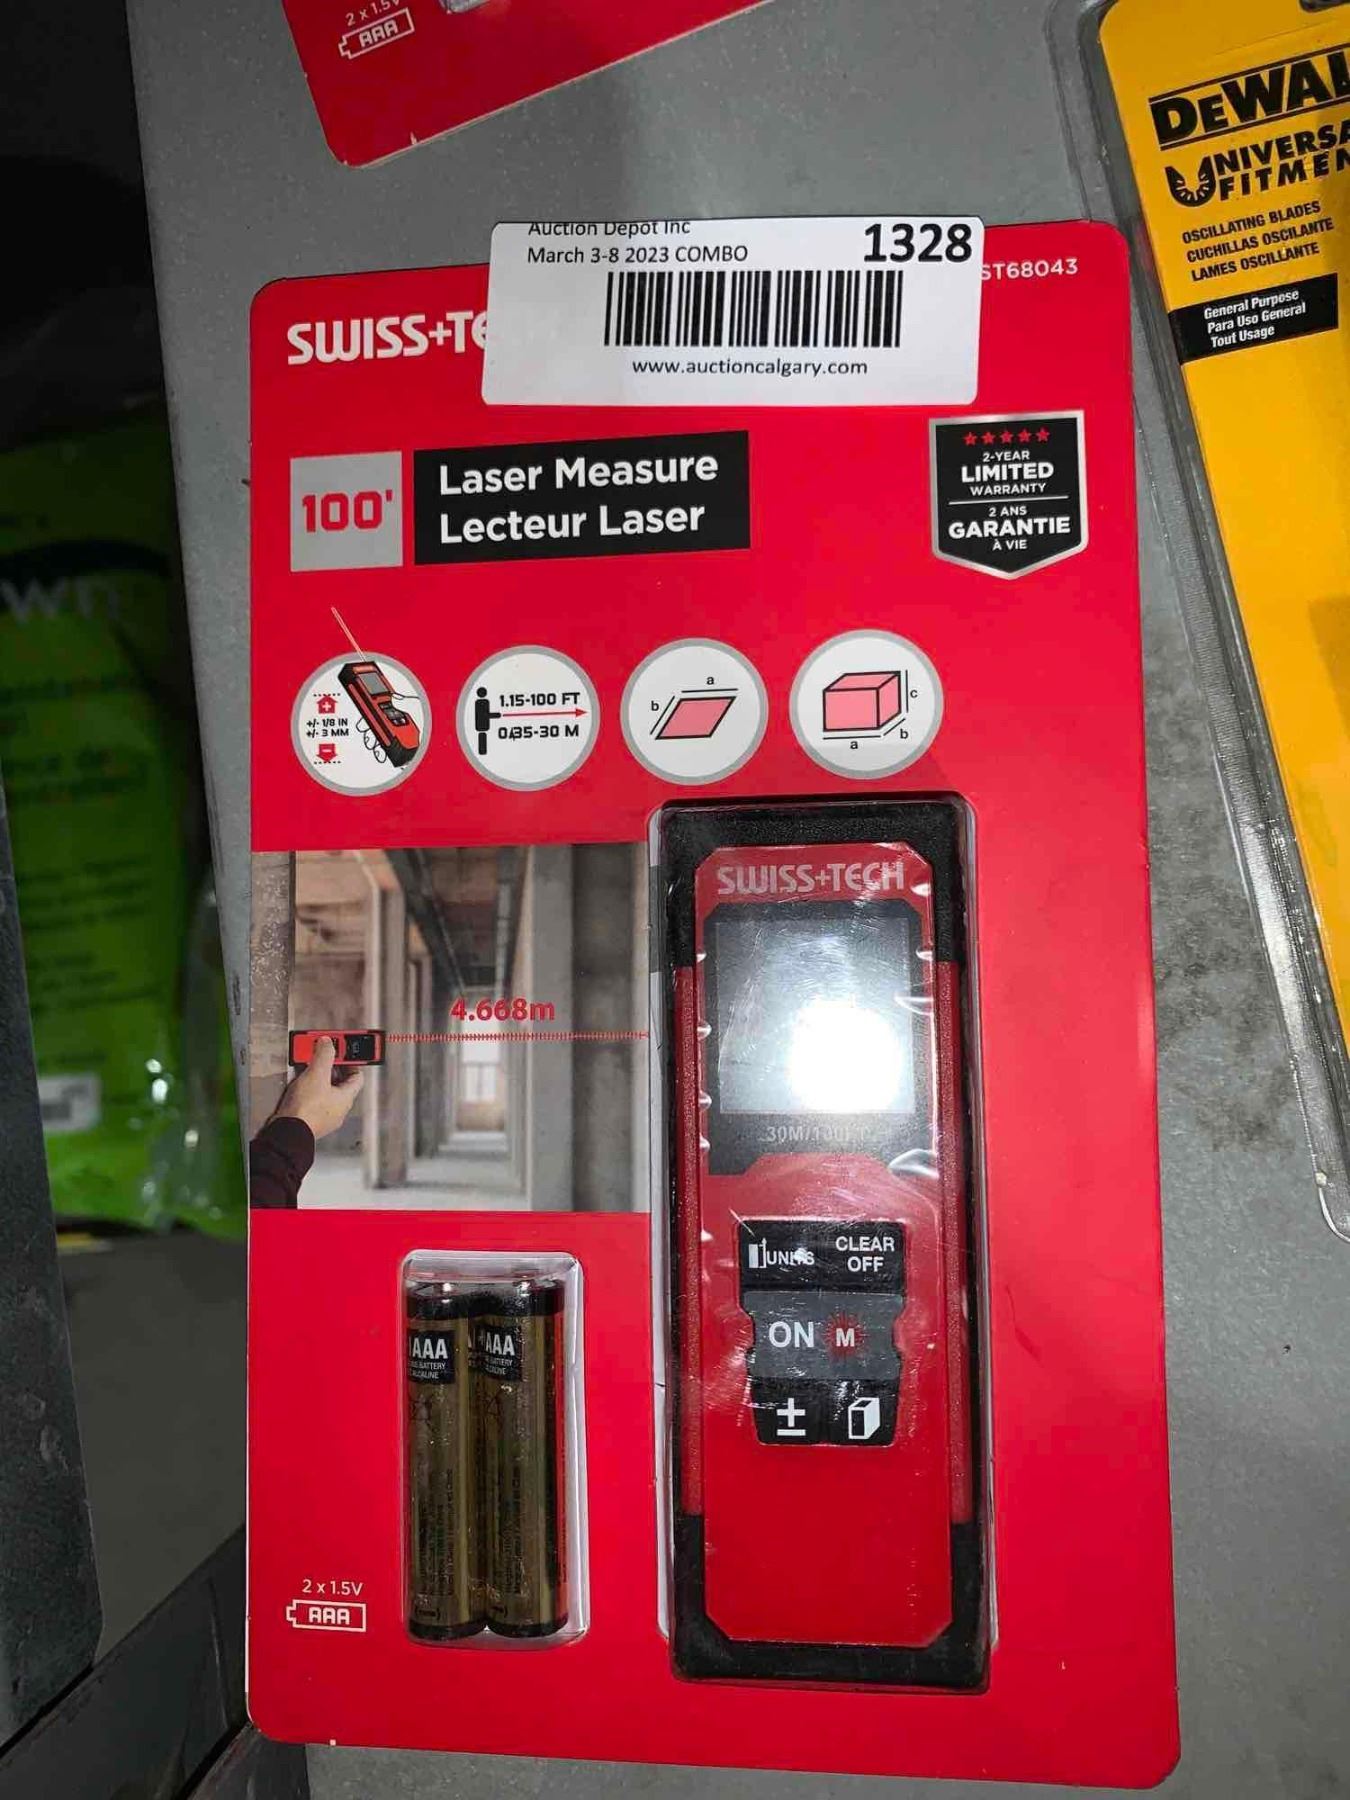 2 x 1.5V
AAA
DEWAL
UNIVERSA
FITMEN
OSCILLATING BLADES
CUCHILLAS OSCILANTE
LAMES OSCILLANTE
General Purpose
Para Uso General
Tout Usage
Auction Depot Inc
March 3-8 2023 COMBO
1328
www.auctioncalgary.com
ST68043
SWISS+TE
100'
Laser Measure
Lecteur Laser
2-YEAR
LIMITED
WARRANTY
2 ANS
GARANTIE
À VIE
+/- 1/8 IN
+/- 3 MM
1.15-100 FT
0,35-30 M
a
b
c
b
a
SWISS+TECH
4.668m
30M/100FT
UNITS
CLEAR
OFF
ON
M
±
AAA
BATTERY
ALCALINE
AAA
BATTERY
ALCALINE
2 x 1.5V
AAA